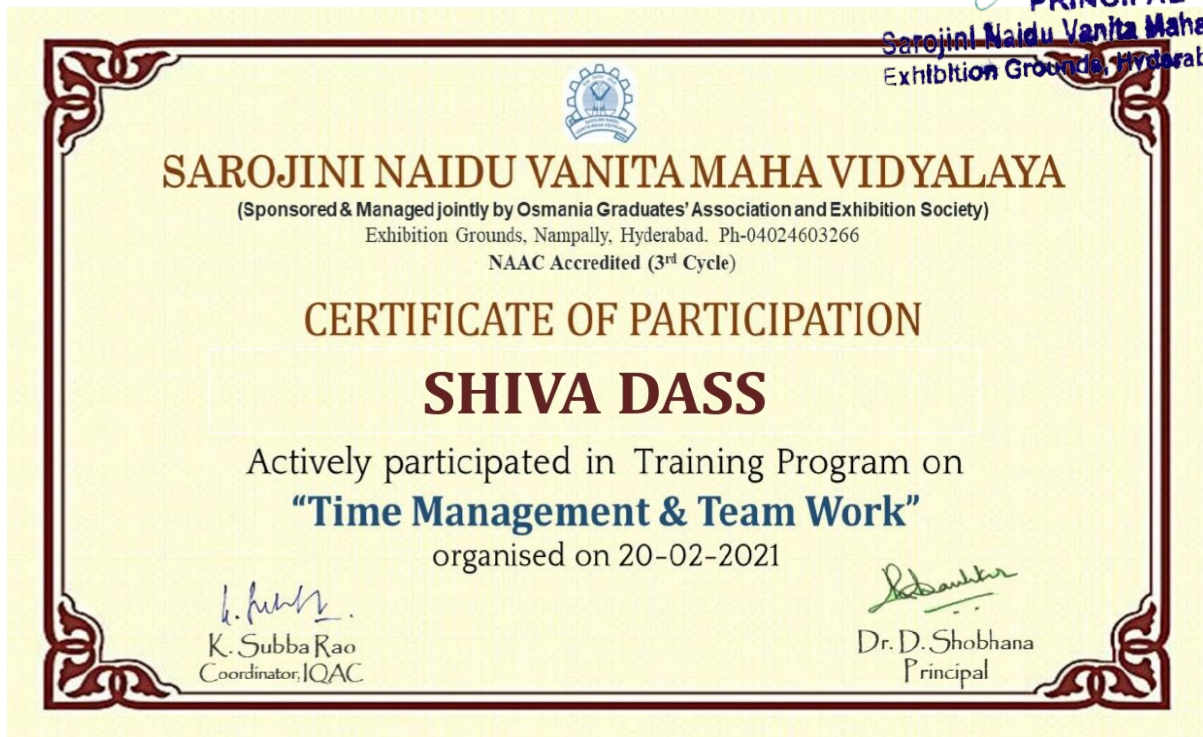 PRINCIPAL
Sarojini Naidu Vanita Maha
Exhibition Grounds, Hyderab
SAROJINI NAIDU VANITA MAHA VIDYALAYA
(Sponsored & Managed jointly by Osmania Graduates' Association and Exhibition Society)
Exhibition Grounds, Nampally, Hyderabad. Ph-04024603266
NAAC Accredited (3rd Cycle)
CERTIFICATE OF PARTICIPATION
SHIVA DASS
Actively participated in Training Program on
“Time Management & Team Work”
organised on 20-02-2021
K. Subba Rao
Coordinator, IQAC
Dr. D. Shobhana
Principal